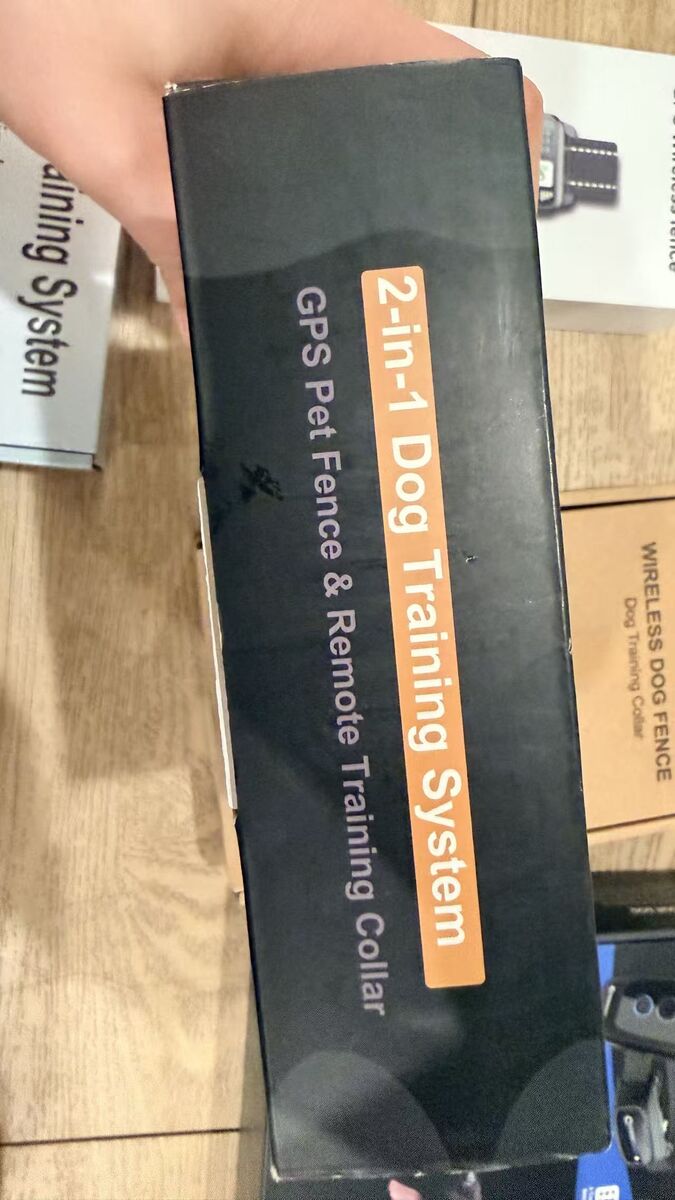 2-in-1 Dog Training System
GPS Pet Fence & Remote Training Collar
WIRELESS DOG FENCE
Dog Training Collar
System